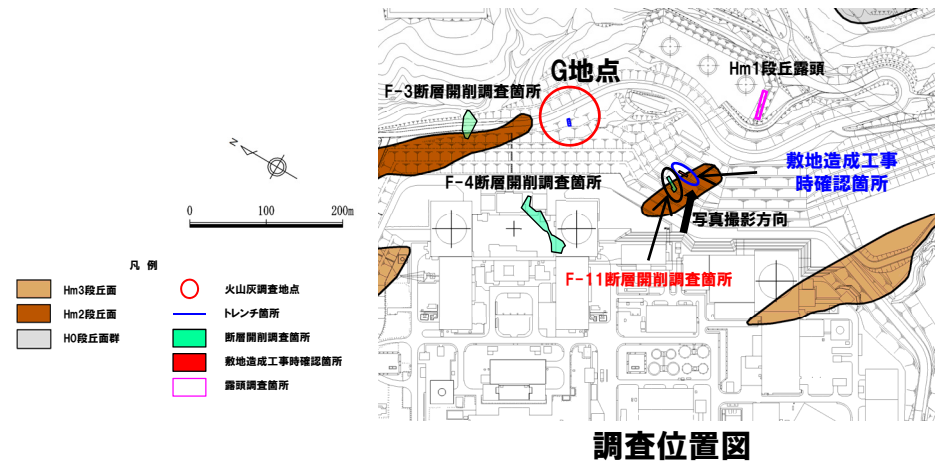 G地点
Hm1段丘露頭
F-3断層開削調査箇所
敷地造成工事
時確認箇所
F-4断層開削調査箇所
写真撮影方向
F-11断層開削調査箇所
N
0 100 200m
凡 例
Hm3段丘面
Hm2段丘面
H0段丘面群
火山灰調査地点
トレンチ箇所
断層開削調査箇所
敷地造成工事時確認箇所
露頭調査箇所
調査位置図